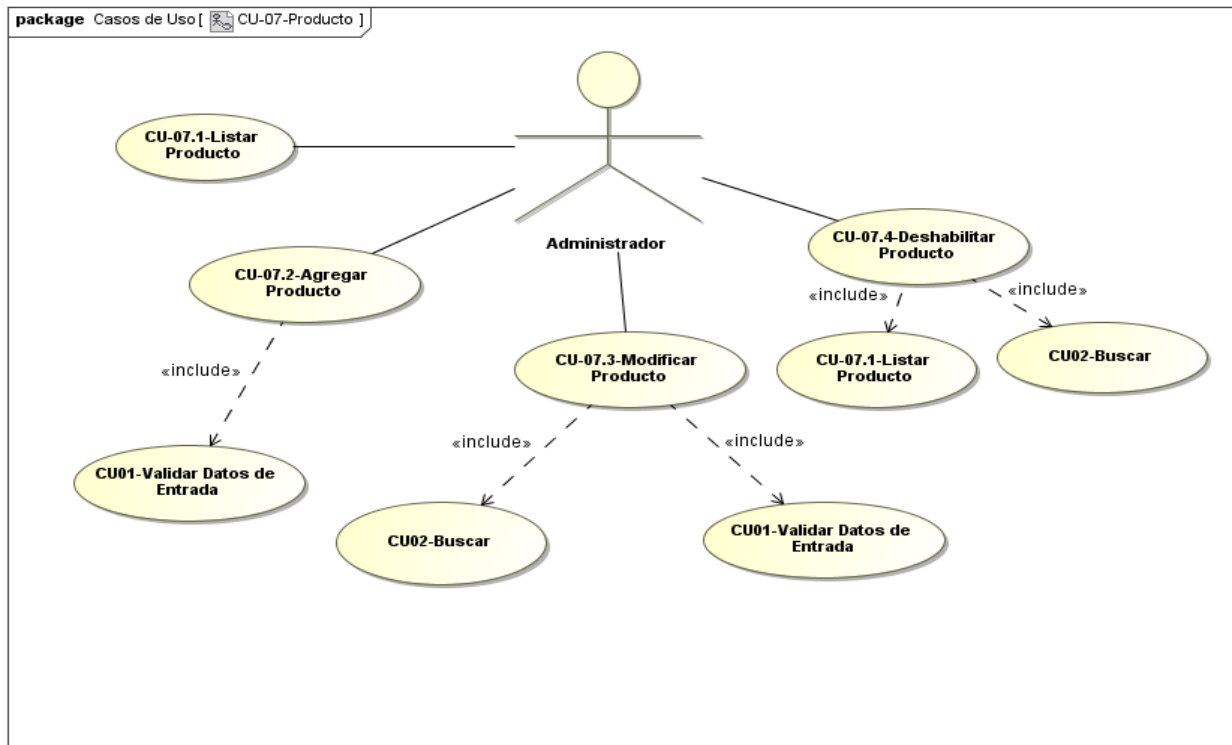 package Casos de Uso [ CU-07-Producto ]
CU-07.1-Listar
Producto
Administrador
CU-07.4-Deshabilitar
Producto
CU-07.2-Agregar
Producto
«include»
«include»
CU-07.3-Modificar
Producto
CU-07.1-Listar
Producto
CU02-Buscar
«include»
«include»
«include»
CU01-Validar Datos de
Entrada
CU02-Buscar
CU01-Validar Datos de
Entrada